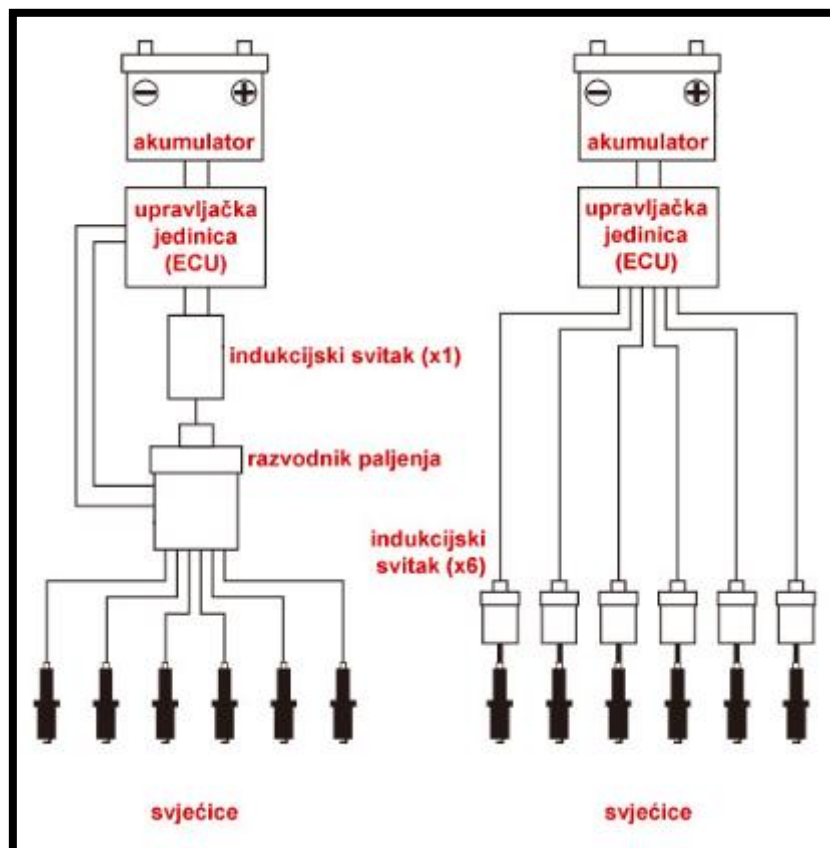 akumulator
upravljačka
jedinica
(ECU)
indukcijski svitak (x1)
razvodnik paljenja
svjećice
akumulator
upravljačka
jedinica
(ECU)
indukcijski
svitak (x6)
svjećice